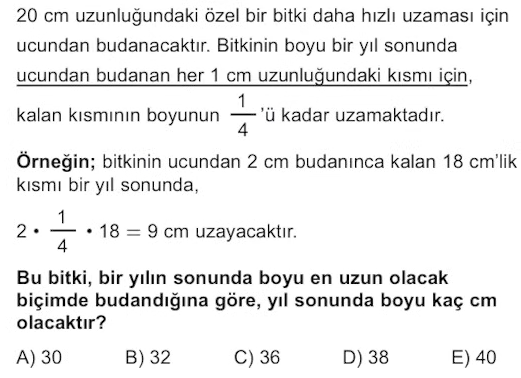 20 cm uzunluğundaki özel bir bitki daha hızlı uzaması için
ucundan budanacaktır. Bitkinin boyu bir yıl sonunda
ucundan budanan her 1 cm uzunluğundaki kısmı için,
kalan kısmının boyunun 1/4 'ü kadar uzamaktadır.
Örneğin; bitkinin ucundan 2 cm budanınca kalan 18 cm'lik
kısmı bir yıl sonunda,
2 • 1/4 • 18 = 9 cm uzayacaktır.
Bu bitki, bir yılın sonunda boyu en uzun olacak
biçimde budandığına göre, yıl sonunda boyu kaç cm
olacaktır?
A) 30 B) 32 C) 36 D) 38 E) 40